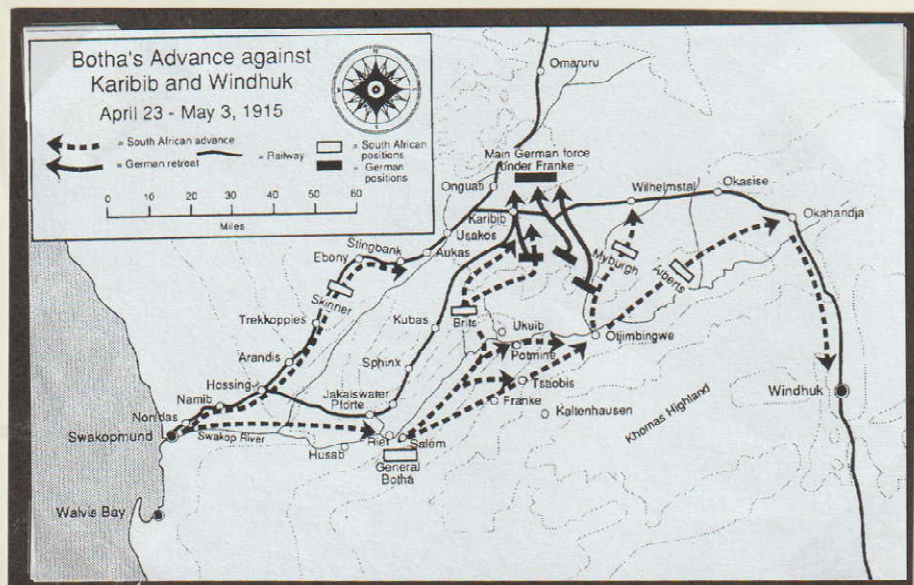 Botha's Advance against
Karibib and Windhuk
April 23 - May 3, 1915
N
= South African advance
= German retreat
= Railway
= South African
positions
= German
positions
0 10 20 30 40 50 60
Miles
Omaruru
Main German force
under Franke
Onguati
Wilhelmstal
Okasise
Karibib
Okahandja
Usakos
Stingbank
Aukas
Ebony
Myburgh
Alberts
Skinner
Trekkoppies
Kubas
Brits
Ukuib
Otjimbingwe
Potmine
Arandis
Sphinx
Tsaobis
Windhuk
Hossing
Jakalswater
Pforte
Franke
Kaltenhausen
Namib
Khomas Highland
Nonidas
Swakopmund
Swakop River
Riet
Salem
Husab
General
Botha
Walvis Bay